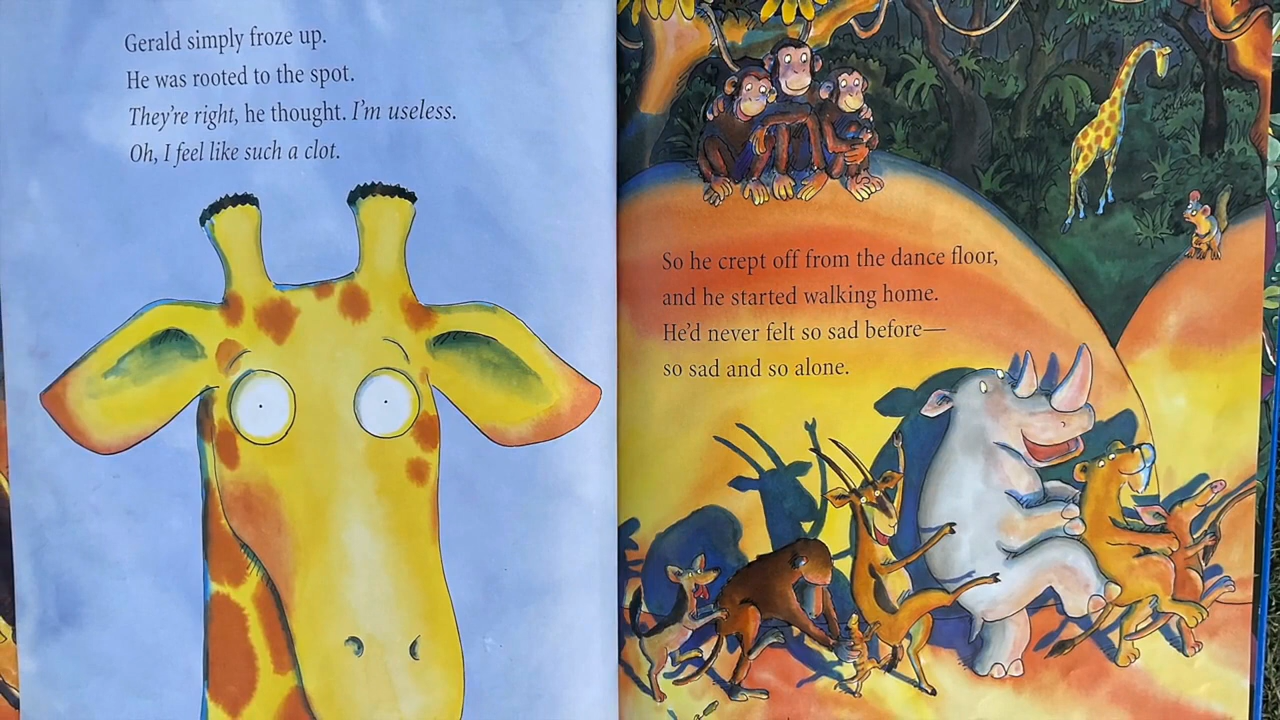 Gerald simply froze up.
He was rooted to the spot.
They're right, he thought. I'm useless.
Oh, I feel like such a clot.
So he crept off from the dance floor,
and he started walking home.
He'd never felt so sad before—
so sad and so alone.